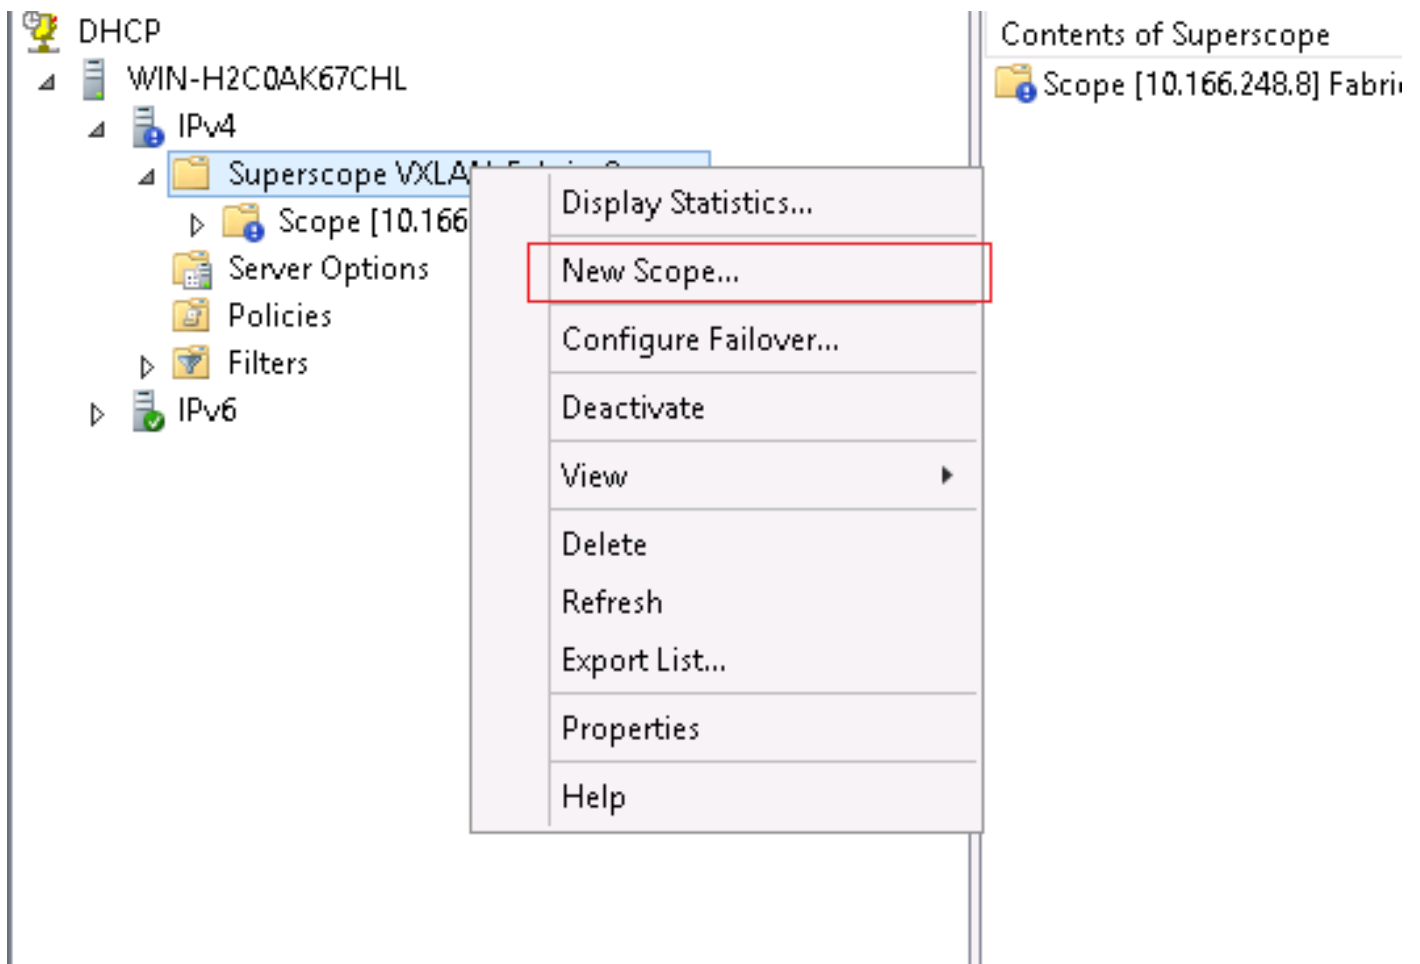 DHCP
WIN-H2C0AK67CHL
IPv4
Superscope VXLA
Scope [10.166
Server Options
Policies
Filters
IPv6
Display Statistics...
New Scope...
Configure Failover...
Deactivate
View
Delete
Refresh
Export List...
Properties
Help
Contents of Superscope
Scope [10.166.248.8] Fabri